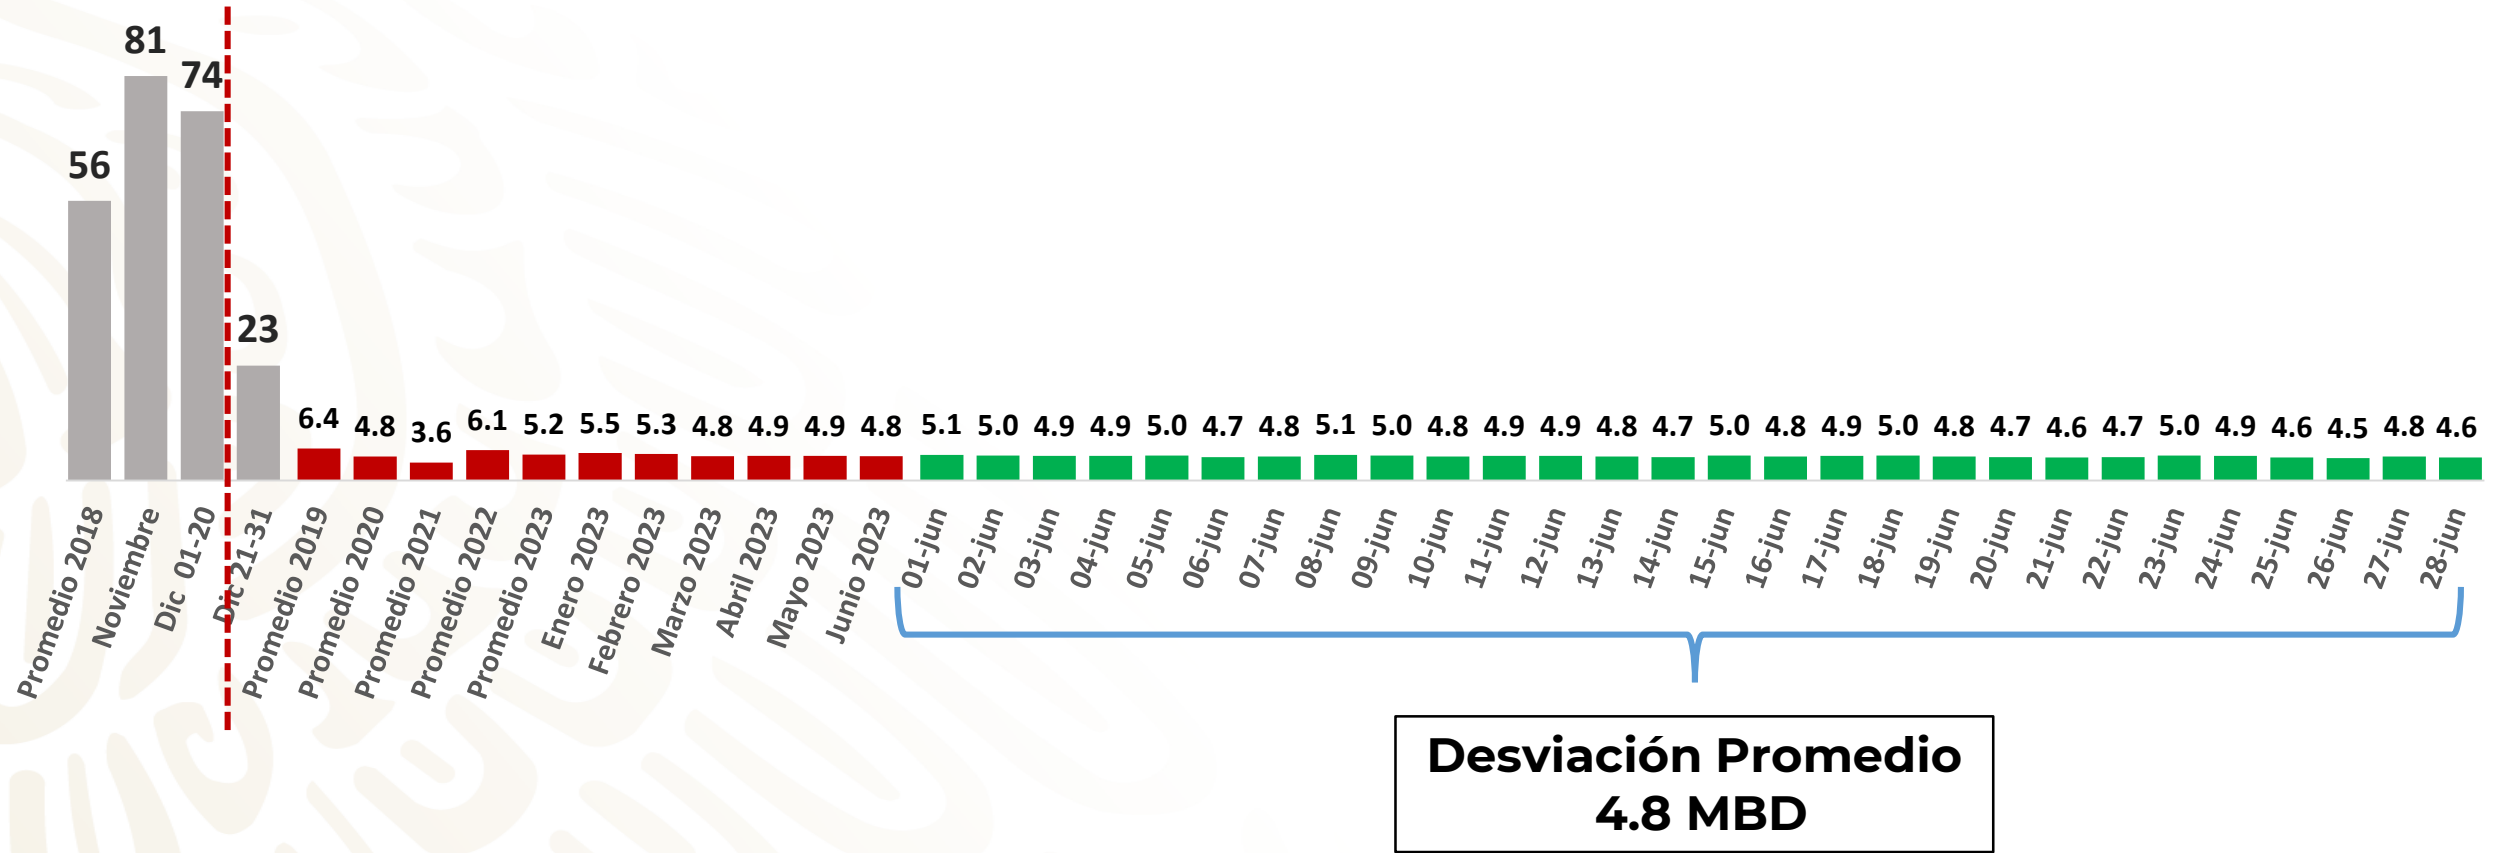 56
81
74
23
6.4
4.8
3.6
6.1
5.2
5.5
5.3
4.8
4.9
4.9
4.8
5.1
5.0
4.9
4.9
5.0
4.7
4.8
5.1
5.0
4.8
4.9
4.9
4.8
4.7
5.0
4.8
4.9
5.0
4.8
4.7
4.6
4.7
5.0
4.9
4.6
4.5
4.8
4.6
Promedio 2018
Noviembre
Dic 01-20
Dic 21-31
Promedio 2019
Promedio 2020
Promedio 2021
Promedio 2022
Promedio 2023
Enero 2023
Febrero 2023
Marzo 2023
Abril 2023
Mayo 2023
Junio 2023
01-jun
02-jun
03-jun
04-jun
05-jun
06-jun
07-jun
08-jun
09-jun
10-jun
11-jun
12-jun
13-jun
14-jun
15-jun
16-jun
17-jun
18-jun
19-jun
20-jun
21-jun
22-jun
23-jun
24-jun
25-jun
26-jun
27-jun
28-jun
Desviación Promedio
4.8 MBD